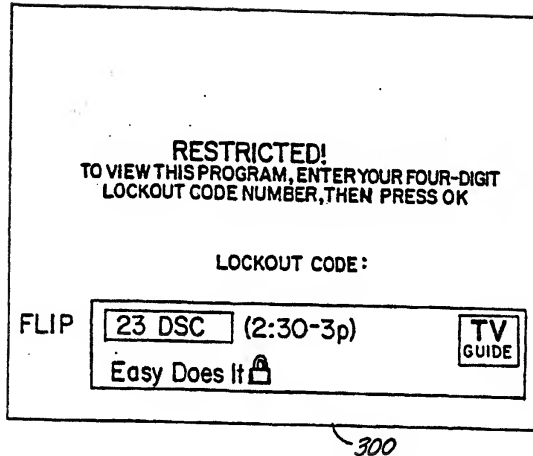 RESTRICTED!
TO VIEW THIS PROGRAM, ENTER YOUR FOUR-DIGIT
LOCKOUT CODE NUMBER, THEN PRESS OK
LOCKOUT CODE:
FLIP 23 DSC (2:30-3p) TV GUIDE
Easy Does It
300